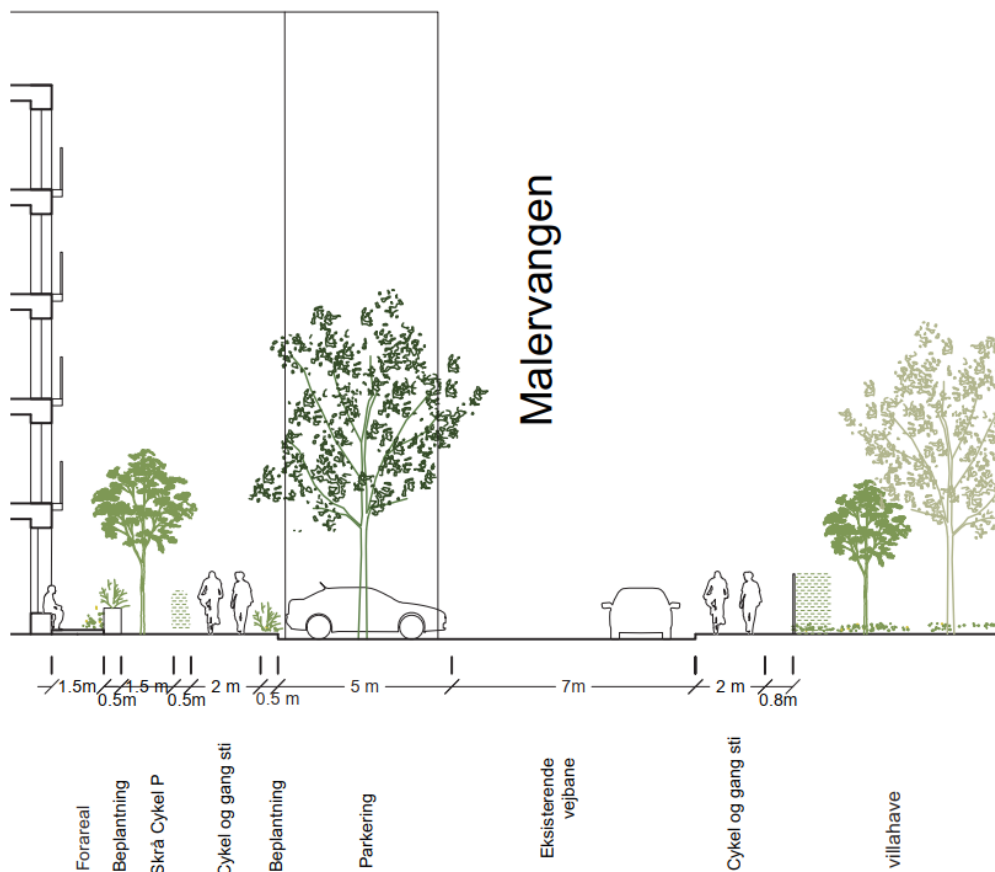 Malervangen
1.5m
0.5m
1.5 m
0.5m
2 m
0.5 m
5 m
7m
2 m
0.8m
Forareal
Beplantning
Skrå Cykel P
Cykel og gang sti
Beplantning
Parkering
Eksisterende
vejbane
Cykel og gang sti
villahave